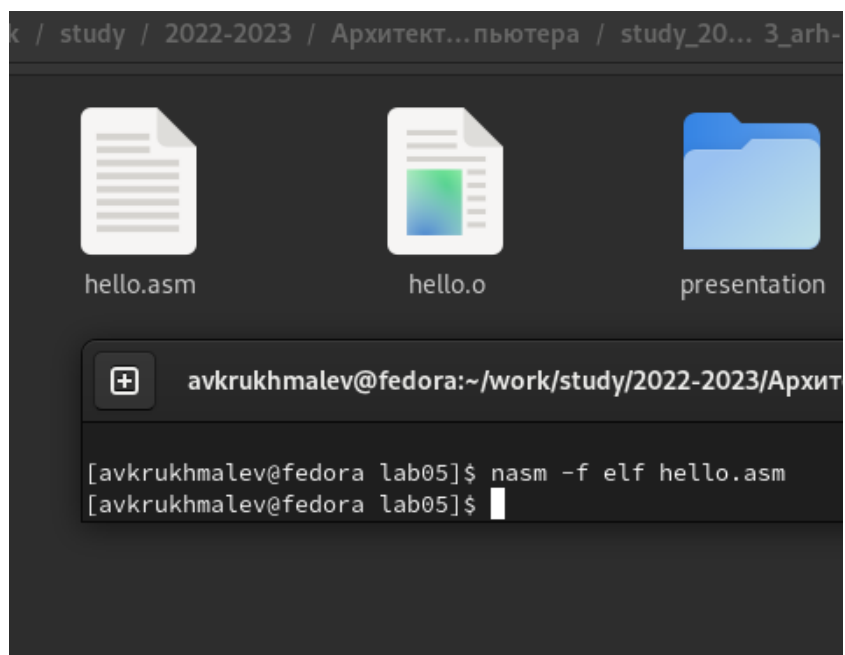 k / study / 2022-2023 / Архитект…пьютера / study_20… 3_arh-
hello.asm hello.o presentation
avkrukhmalev@fedora:~/work/study/2022-2023/Архит
[avkrukhmalev@fedora lab05]$ nasm -f elf hello.asm
[avkrukhmalev@fedora lab05]$